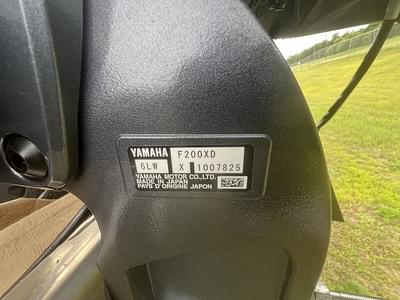 YAMAHA F200XD
6LW X 1007825
YAMAHA MOTOR CO.,LTD.
MADE IN JAPAN
PAYS D'ORIGINE JAPON